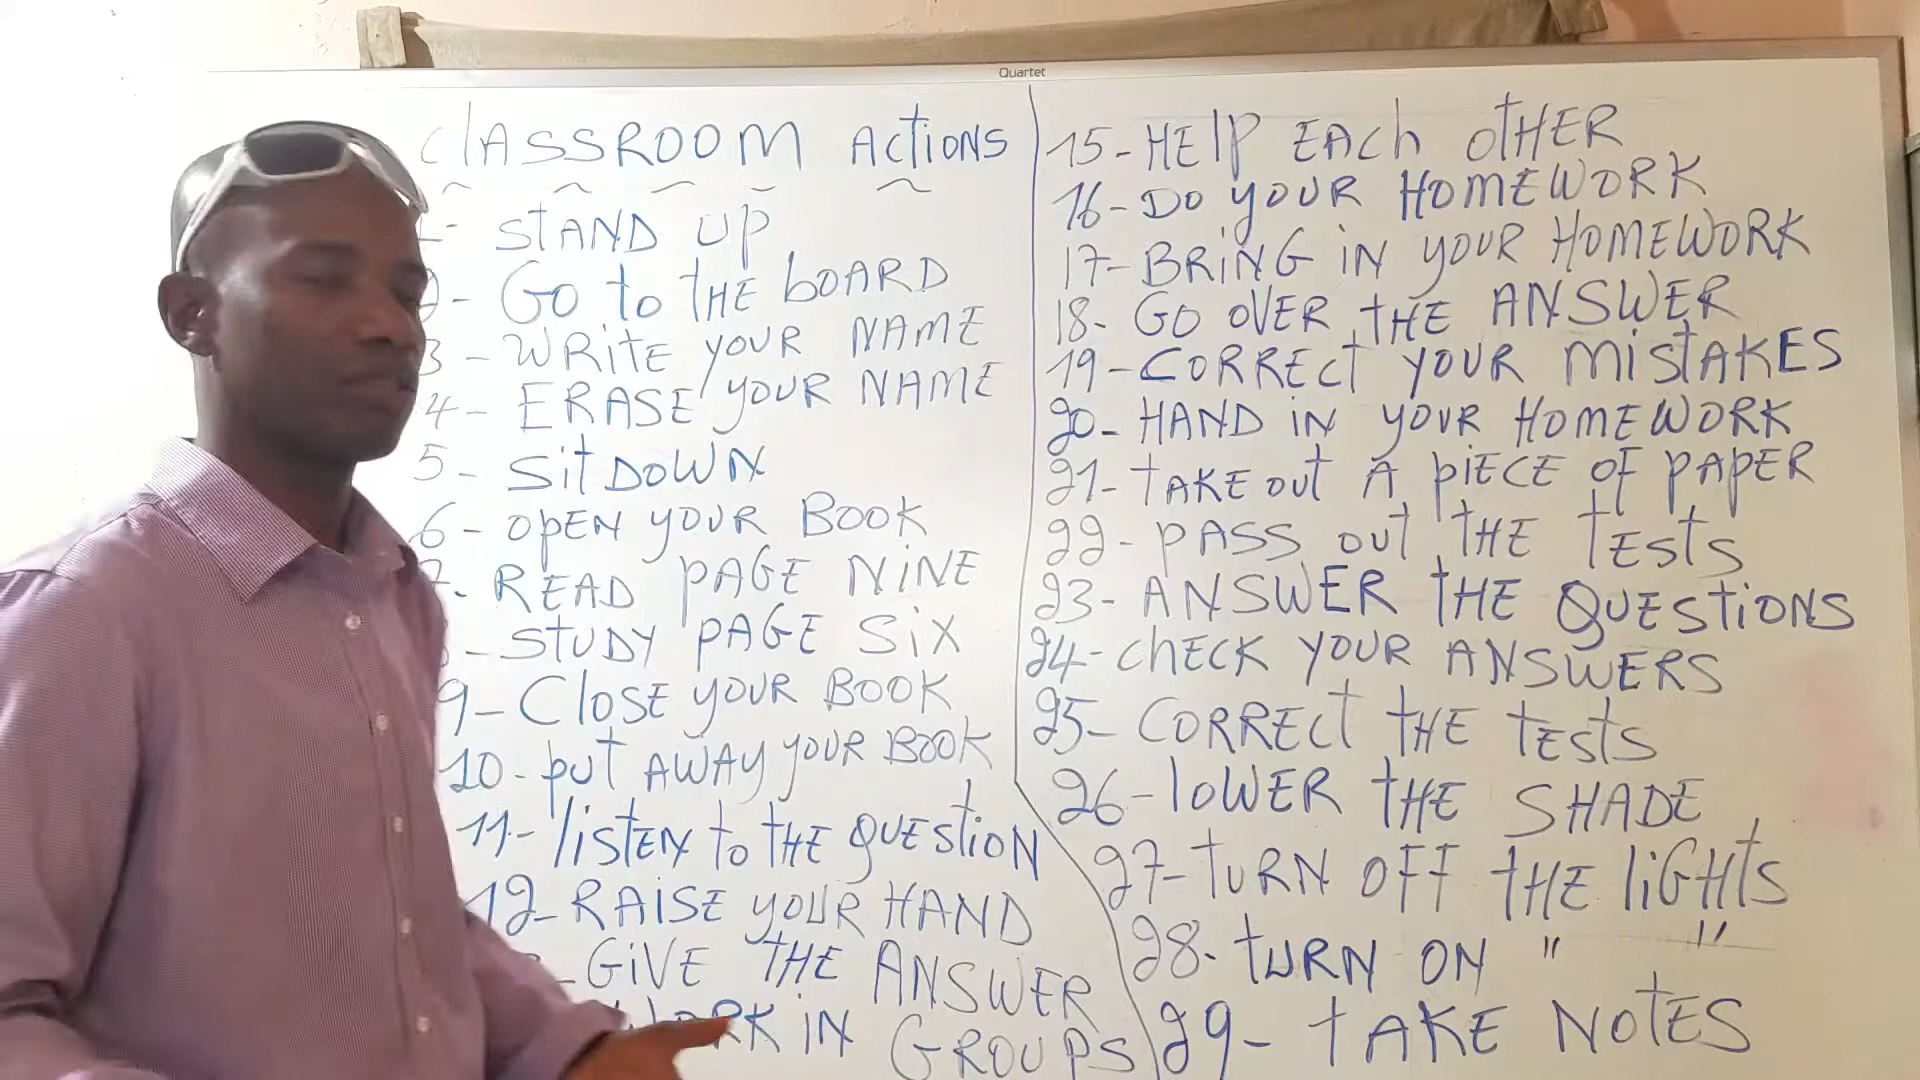 Quartet
CLASSROOM ACTIONS
1- STAND UP
2- GO TO THE BOARD
3- WRITE YOUR NAME
4- ERASE YOUR NAME
5- SIT DOWN
6- OPEN YOUR BOOK
7- READ PAGE NINE
- STUDY PAGE SIX
9- CLOSE YOUR BOOK
10- PUT AWAY YOUR BOOK
11- LISTEN TO THE QUESTION
12- RAISE YOUR HAND
- GIVE THE ANSWER
WORK IN GROUPS
15- HELP EACH OTHER
16- DO YOUR HOMEWORK
17- BRING IN YOUR HOMEWORK
18- GO OVER THE ANSWER
19- CORRECT YOUR MISTAKES
20- HAND IN YOUR HOMEWORK
21- TAKE OUT A PIECE OF PAPER
22- PASS OUT THE TESTS
23- ANSWER THE QUESTIONS
24- CHECK YOUR ANSWERS
25- CORRECT THE TESTS
26- LOWER THE SHADE
27- TURN OFF THE LIGHTS
28- TURN ON " "
29- TAKE NOTES